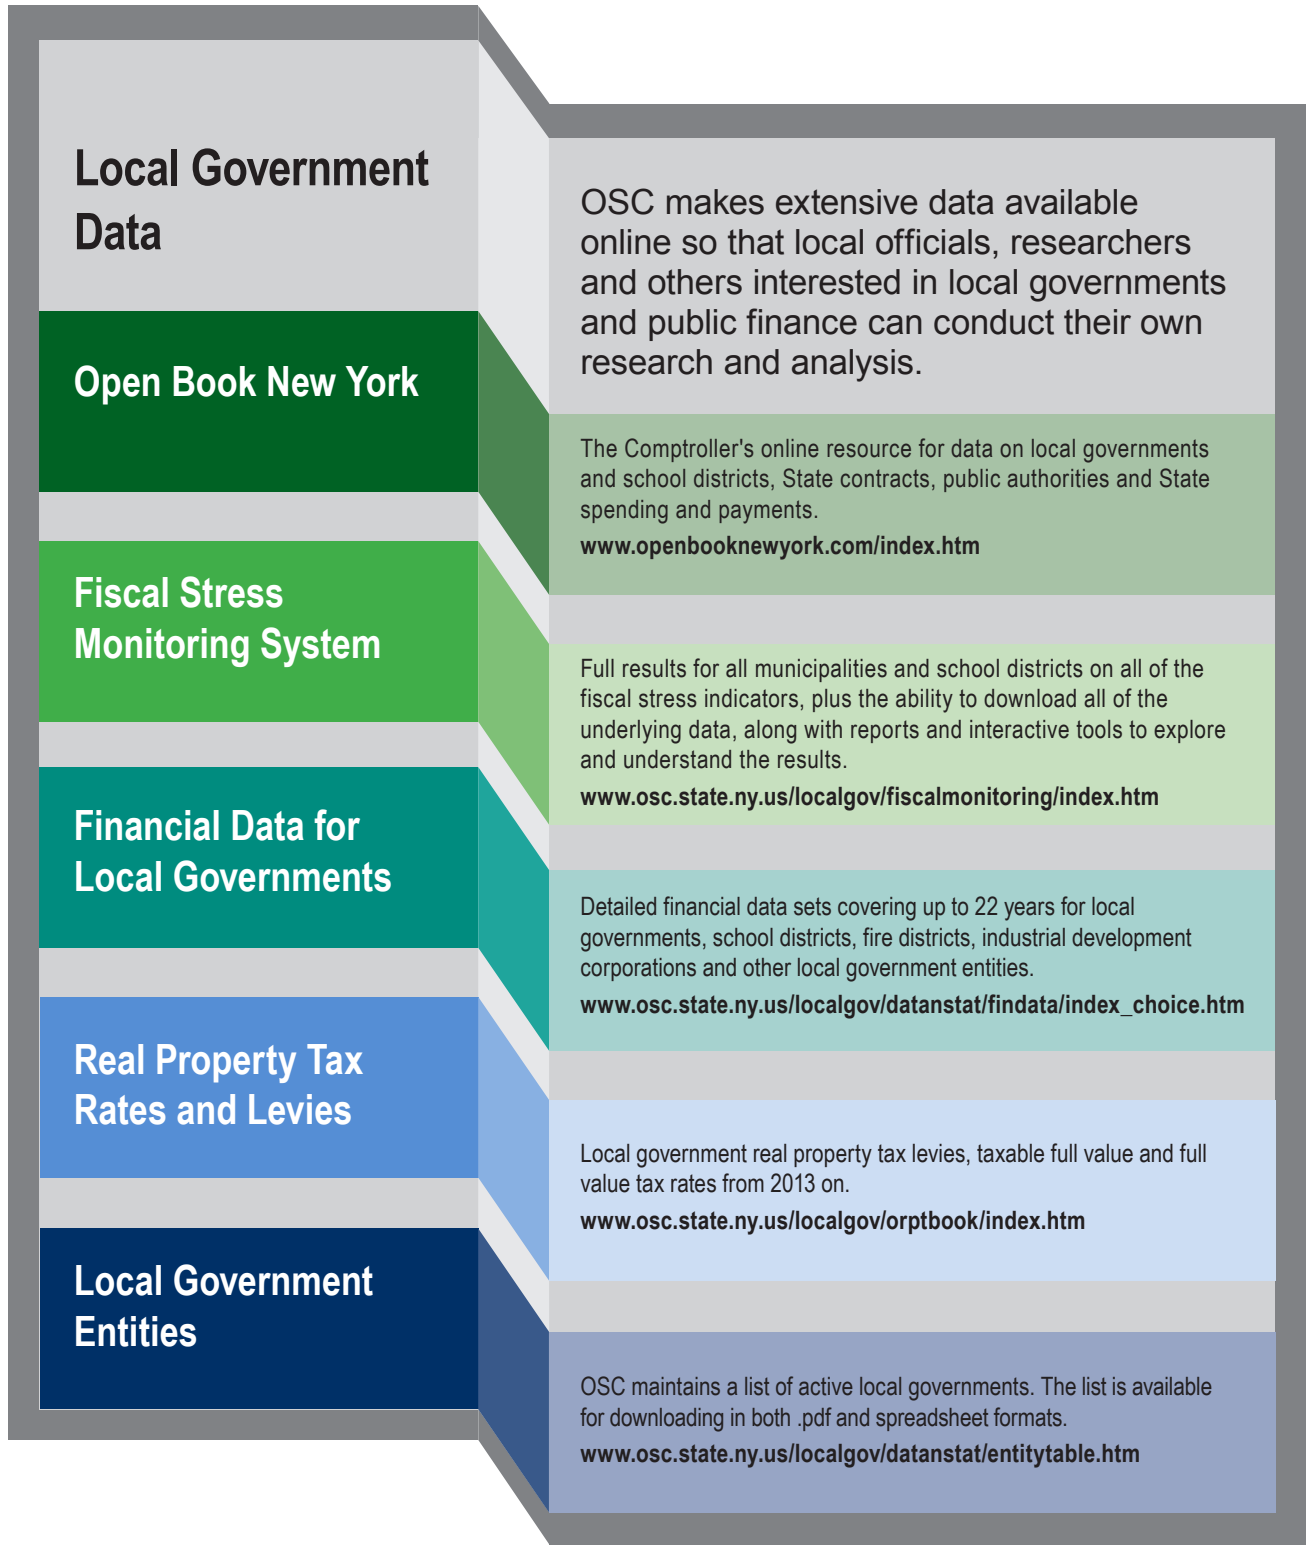 Local Government
Data
OSC makes extensive data available
online so that local officials, researchers
and others interested in local governments
and public finance can conduct their own
research and analysis.
Open Book New York
The Comptroller's online resource for data on local governments
and school districts, State contracts, public authorities and State
spending and payments.
www.openbooknewyork.com/index.htm
Fiscal Stress
Monitoring System
Full results for all municipalities and school districts on all of the
fiscal stress indicators, plus the ability to download all of the
underlying data, along with reports and interactive tools to explore
and understand the results.
www.osc.state.ny.us/localgov/fiscalmonitoring/index.htm
Financial Data for
Local Governments
Detailed financial data sets covering up to 22 years for local
governments, school districts, fire districts, industrial development
corporations and other local government entities.
www.osc.state.ny.us/localgov/datanstat/findata/index_choice.htm
Real Property Tax
Rates and Levies
Local government real property tax levies, taxable full value and full
value tax rates from 2013 on.
www.osc.state.ny.us/localgov/orptbook/index.htm
Local Government
Entities
OSC maintains a list of active local governments. The list is available
for downloading in both .pdf and spreadsheet formats.
www.osc.state.ny.us/localgov/datanstat/entitytable.htm